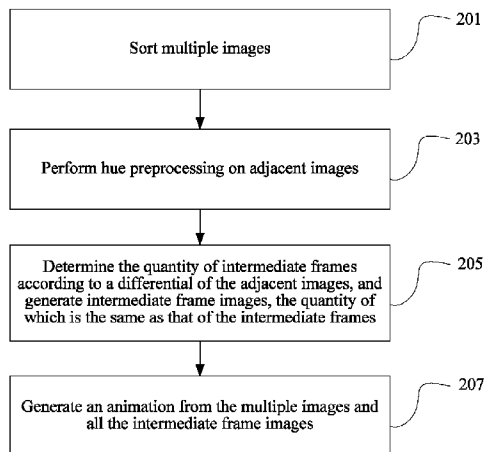 Sort multiple images
201
Perform hue preprocessing on adjacent images
203
Determine the quantity of intermediate frames
according to a differential of the adjacent images, and
generate intermediate frame images, the quantity of
which is the same as that of the intermediate frames
205
Generate an animation from the multiple images and
all the intermediate frame images
207